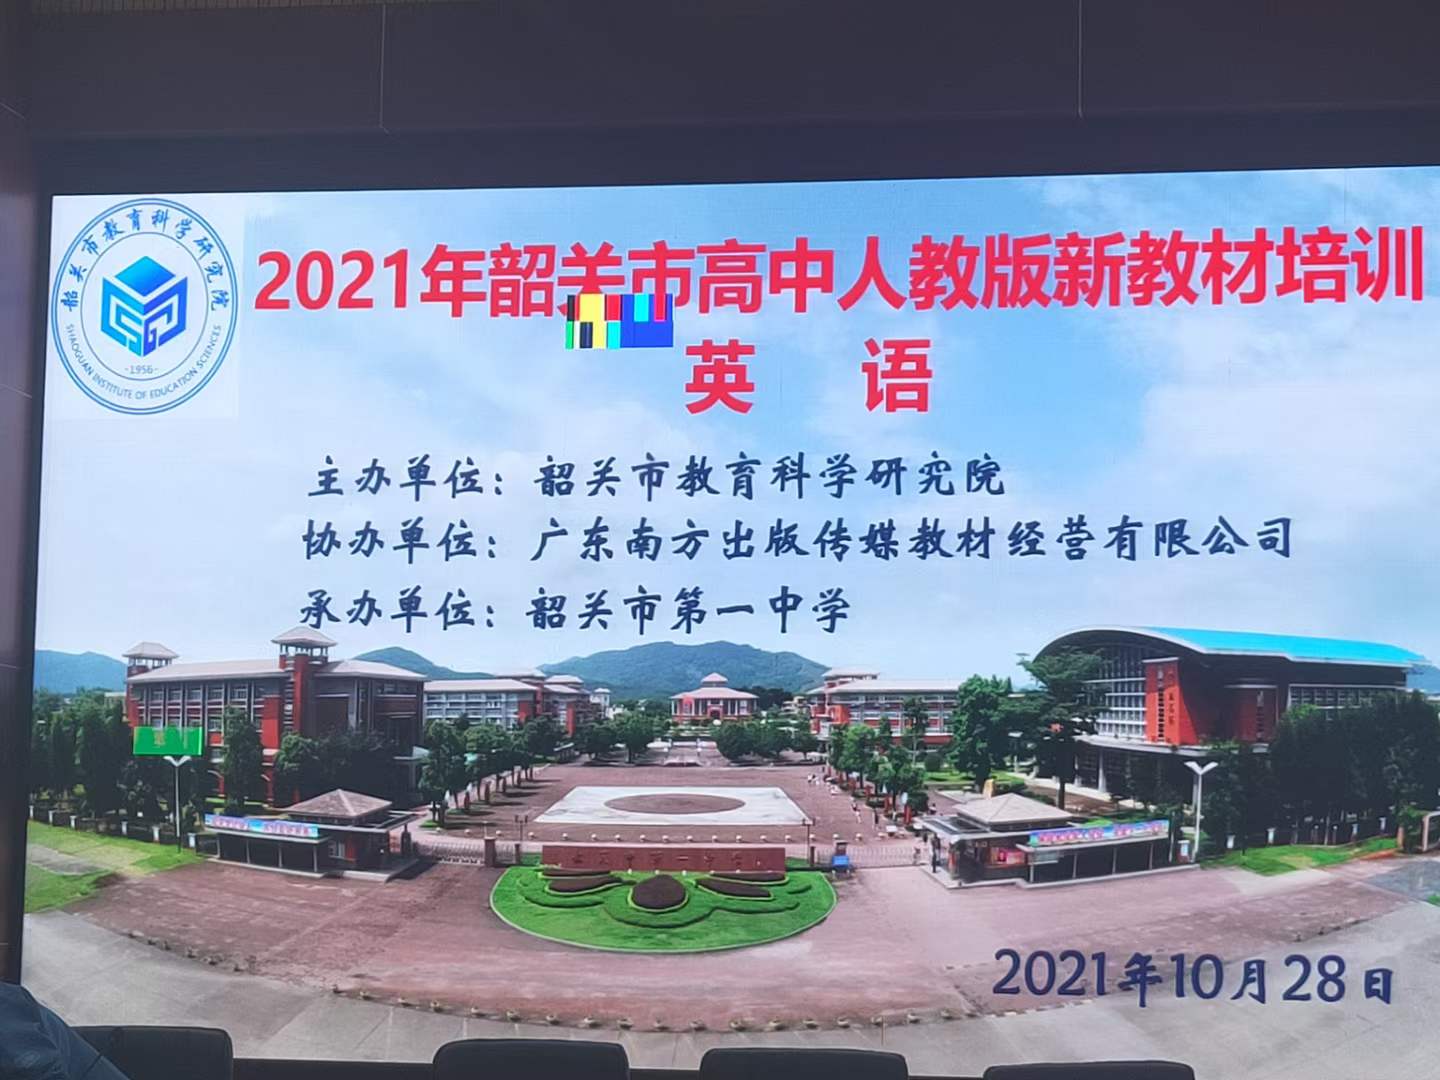 韶关市教育科学研究院
SHAOGUAN INSTITUTE OF EDUCATION SCIENCES
-1956-
2021年韶关市高中人教版新教材培训
英 语
主办单位：韶关市教育科学研究院
协办单位：广东南方出版传媒教材经营有限公司
承办单位：韶关市第一中学
2021年10月28日